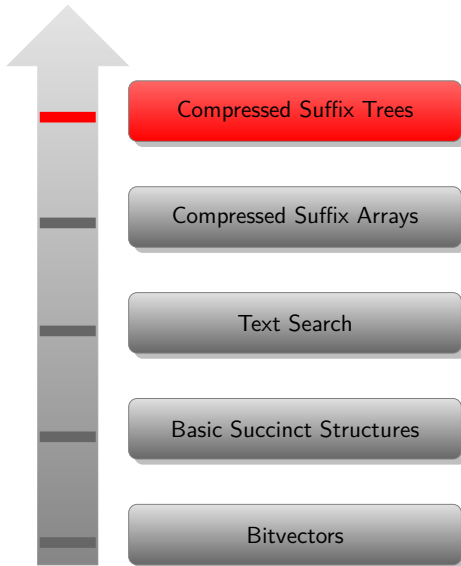 Compressed Suffix Trees
Compressed Suffix Arrays
Text Search
Basic Succinct Structures
Bitvectors